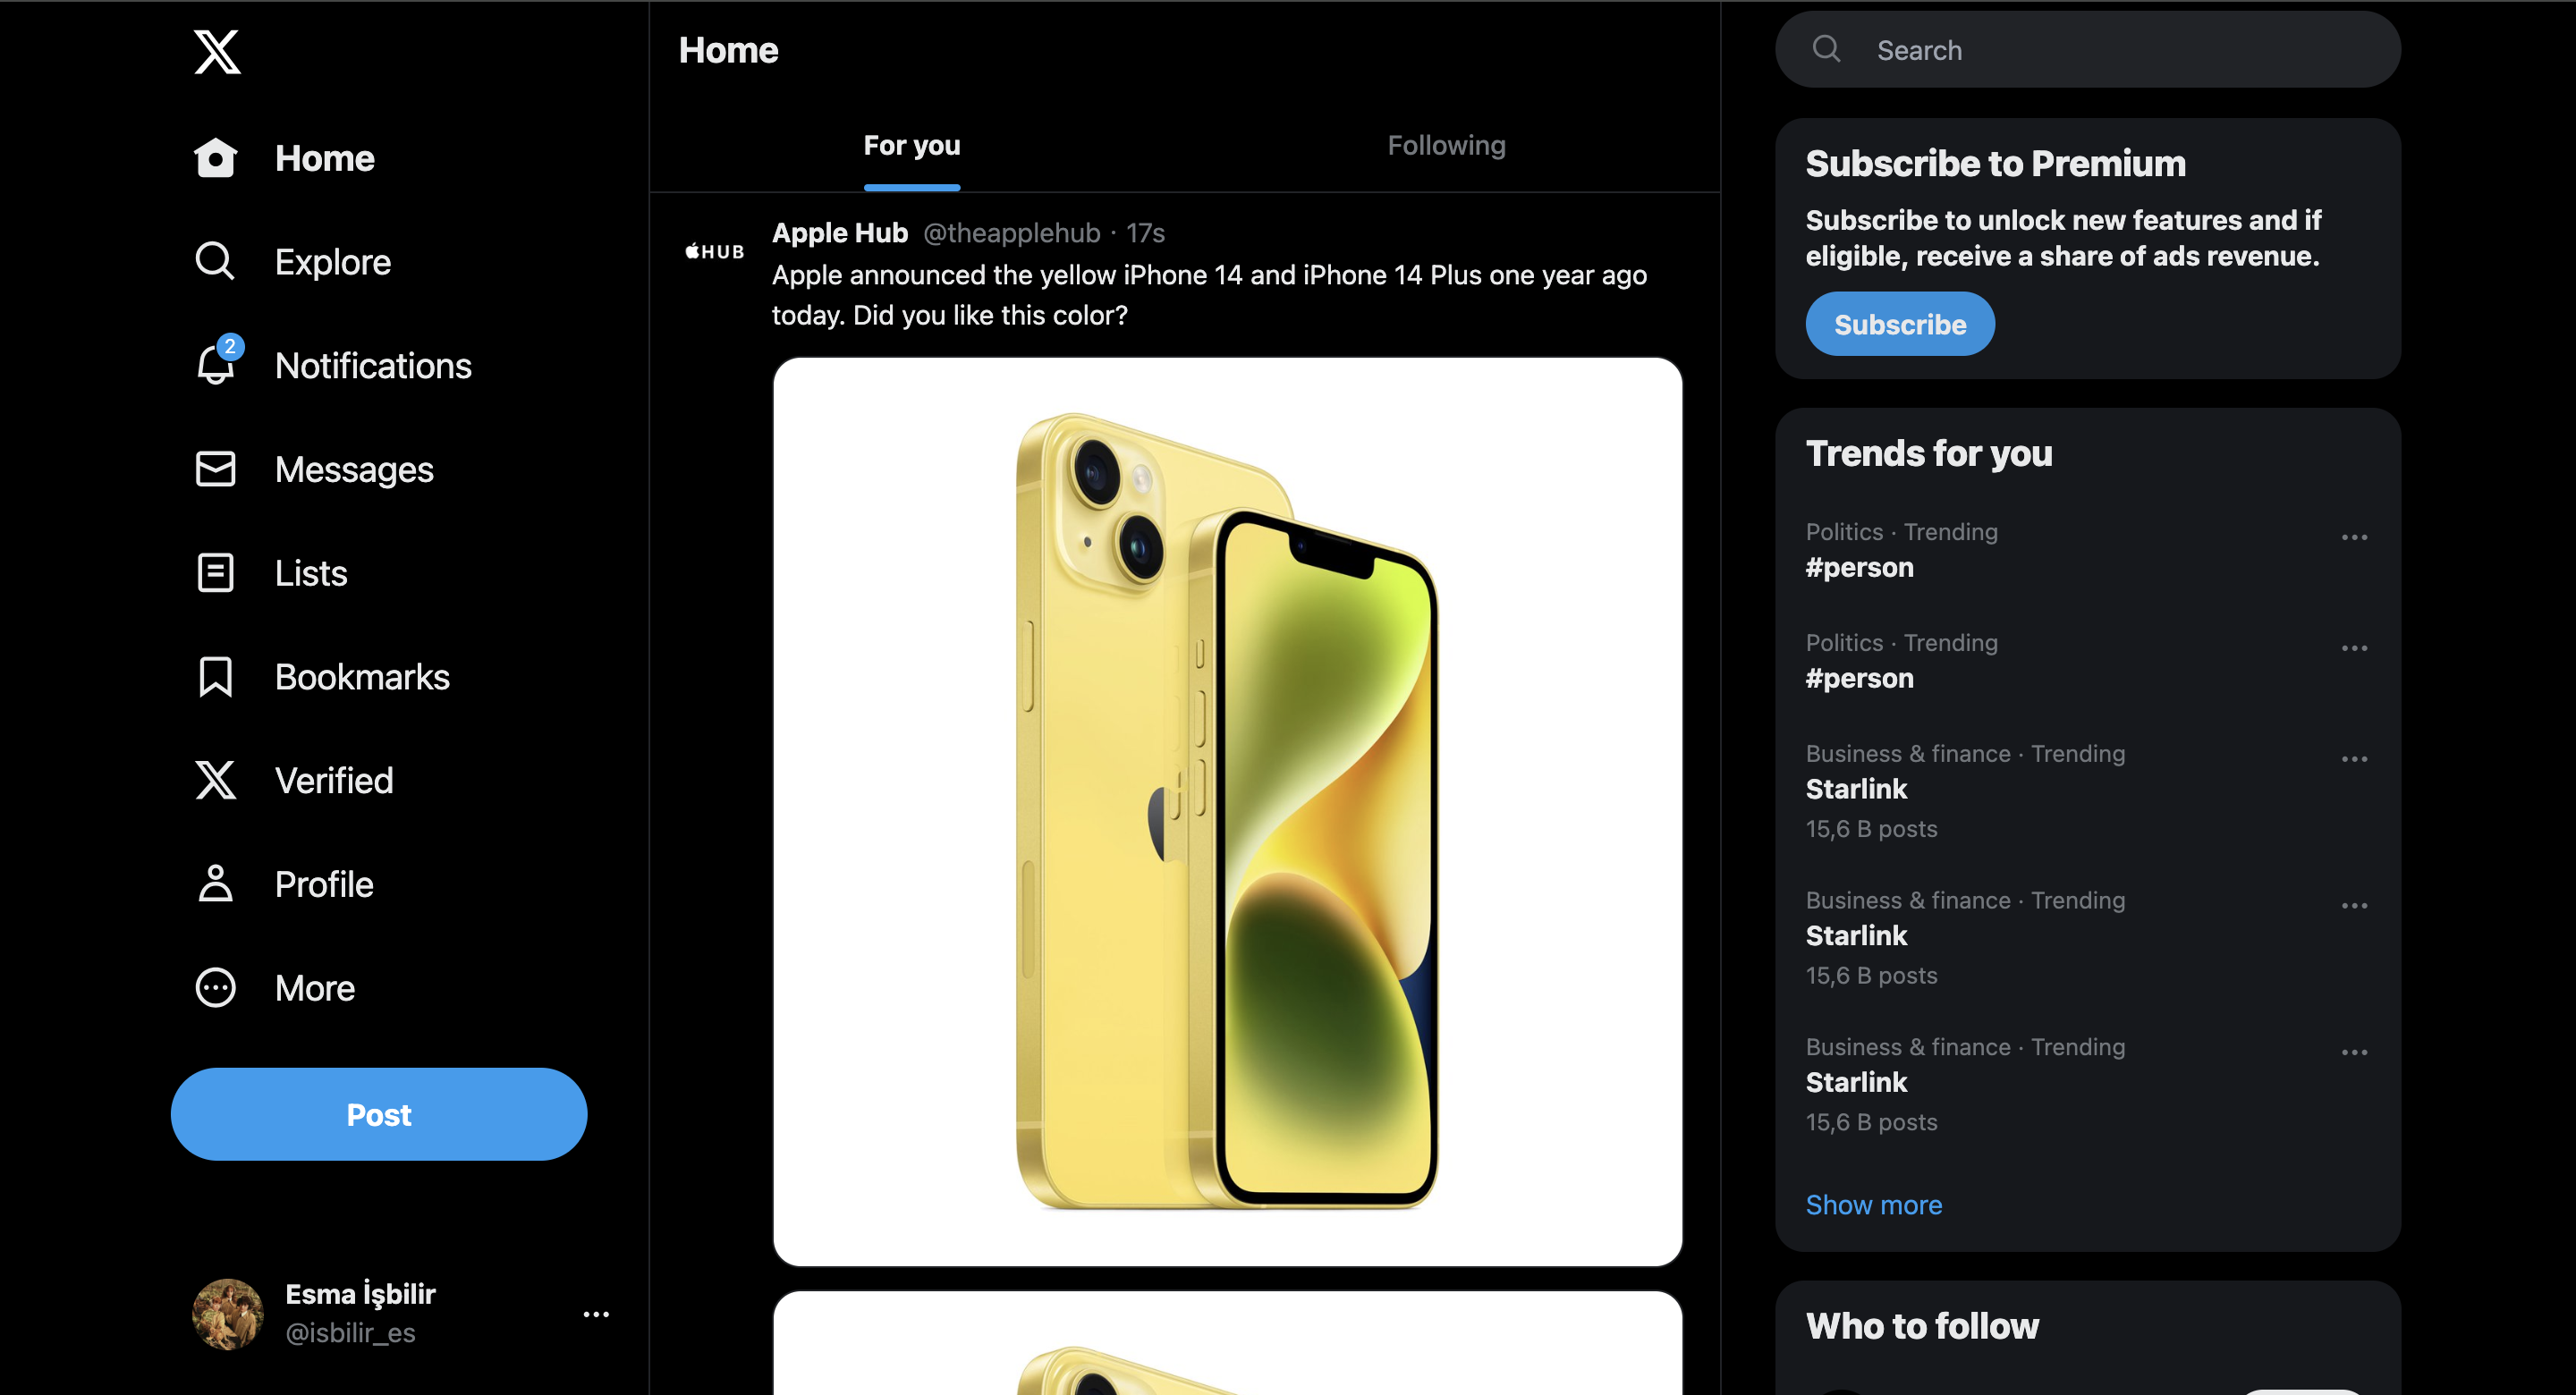 Home
Explore
2
Notifications
Messages
Lists
Bookmarks
Verified
Profile
More
Post
Esma İşbilir
@isbilir_es
Home
For you
Following
HUB
Apple Hub @theapplehub · 17s
Apple announced the yellow iPhone 14 and iPhone 14 Plus one year ago
today. Did you like this color?
Search
Subscribe to Premium
Subscribe to unlock new features and if
eligible, receive a share of ads revenue.
Subscribe
Trends for you
Politics · Trending
#person
Politics · Trending
#person
Business & finance · Trending
Starlink
15,6 B posts
Business & finance · Trending
Starlink
15,6 B posts
Business & finance · Trending
Starlink
15,6 B posts
Show more
Who to follow